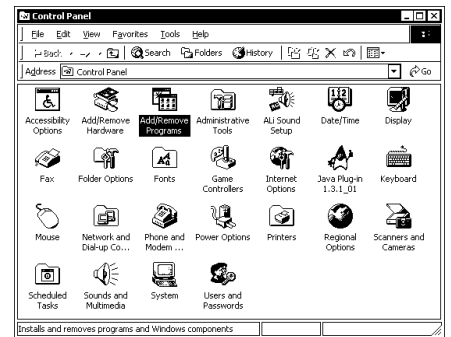 Control Panel
File Edit View Favorites Tools Help
Back Search Folders History
Address Control Panel Go
Accessibility Options Add/Remove Hardware Add/Remove Programs Administrative Tools ALi Sound Setup Date/Time Display
Fax Folder Options Fonts Game Controllers Internet Options Java Plug-in 1.3.1_01 Keyboard
Mouse Network and Dial-up Co... Phone and Modem ... Power Options Printers Regional Options Scanners and Cameras
Scheduled Tasks Sounds and Multimedia System Users and Passwords
Installs and removes programs and Windows components